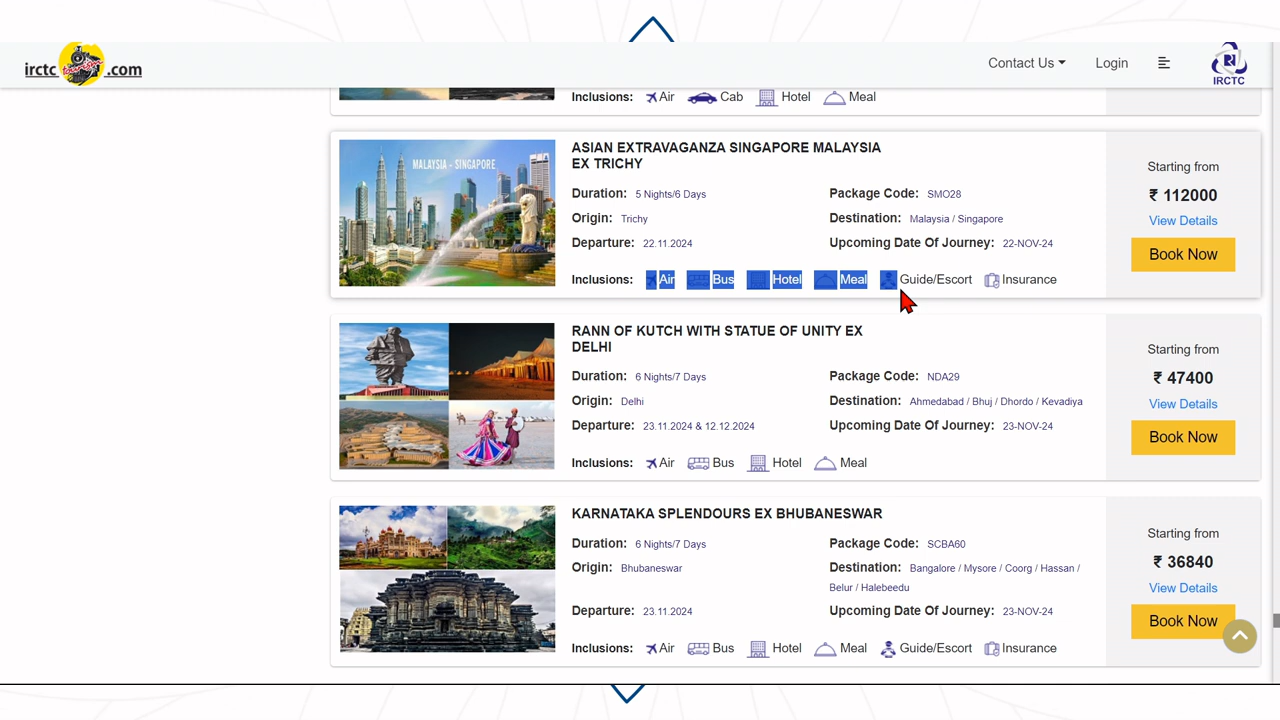 irctc tourism .com
Contact Us
Login
IRCTC
Inclusions: Air Cab Hotel Meal
MALAYSIA - SINGAPORE
ASIAN EXTRAVAGANZA SINGAPORE MALAYSIA
EX TRICHY
Duration: 5 Nights/6 Days Package Code: SMO28
Origin: Trichy Destination: Malaysia / Singapore
Departure: 22.11.2024 Upcoming Date Of Journey: 22-NOV-24
Inclusions: Air Bus Hotel Meal Guide/Escort Insurance
Starting from
₹ 112000
View Details
Book Now
RANN OF KUTCH WITH STATUE OF UNITY EX
DELHI
Duration: 6 Nights/7 Days Package Code: NDA29
Origin: Delhi Destination: Ahmedabad / Bhuj / Dhordo / Kevadiya
Departure: 23.11.2024 & 12.12.2024 Upcoming Date Of Journey: 23-NOV-24
Inclusions: Air Bus Hotel Meal
Starting from
₹ 47400
View Details
Book Now
KARNATAKA SPLENDOURS EX BHUBANESWAR
Duration: 6 Nights/7 Days Package Code: SCBA60
Origin: Bhubaneswar Destination: Bangalore / Mysore / Coorg / Hassan /
Belur / Halebeedu
Departure: 23.11.2024 Upcoming Date Of Journey: 23-NOV-24
Inclusions: Air Bus Hotel Meal Guide/Escort Insurance
Starting from
₹ 36840
View Details
Book Now